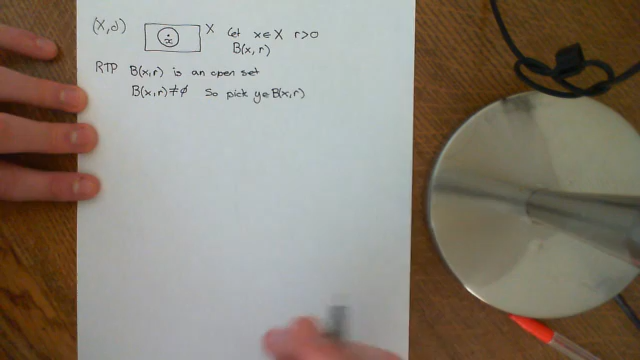 (X,d) X Let x∈X r>0
ẋ B(x,r)
RTP B(x,r) is an open set
B(x,r)≠∅ So pick y∈B(x,r)